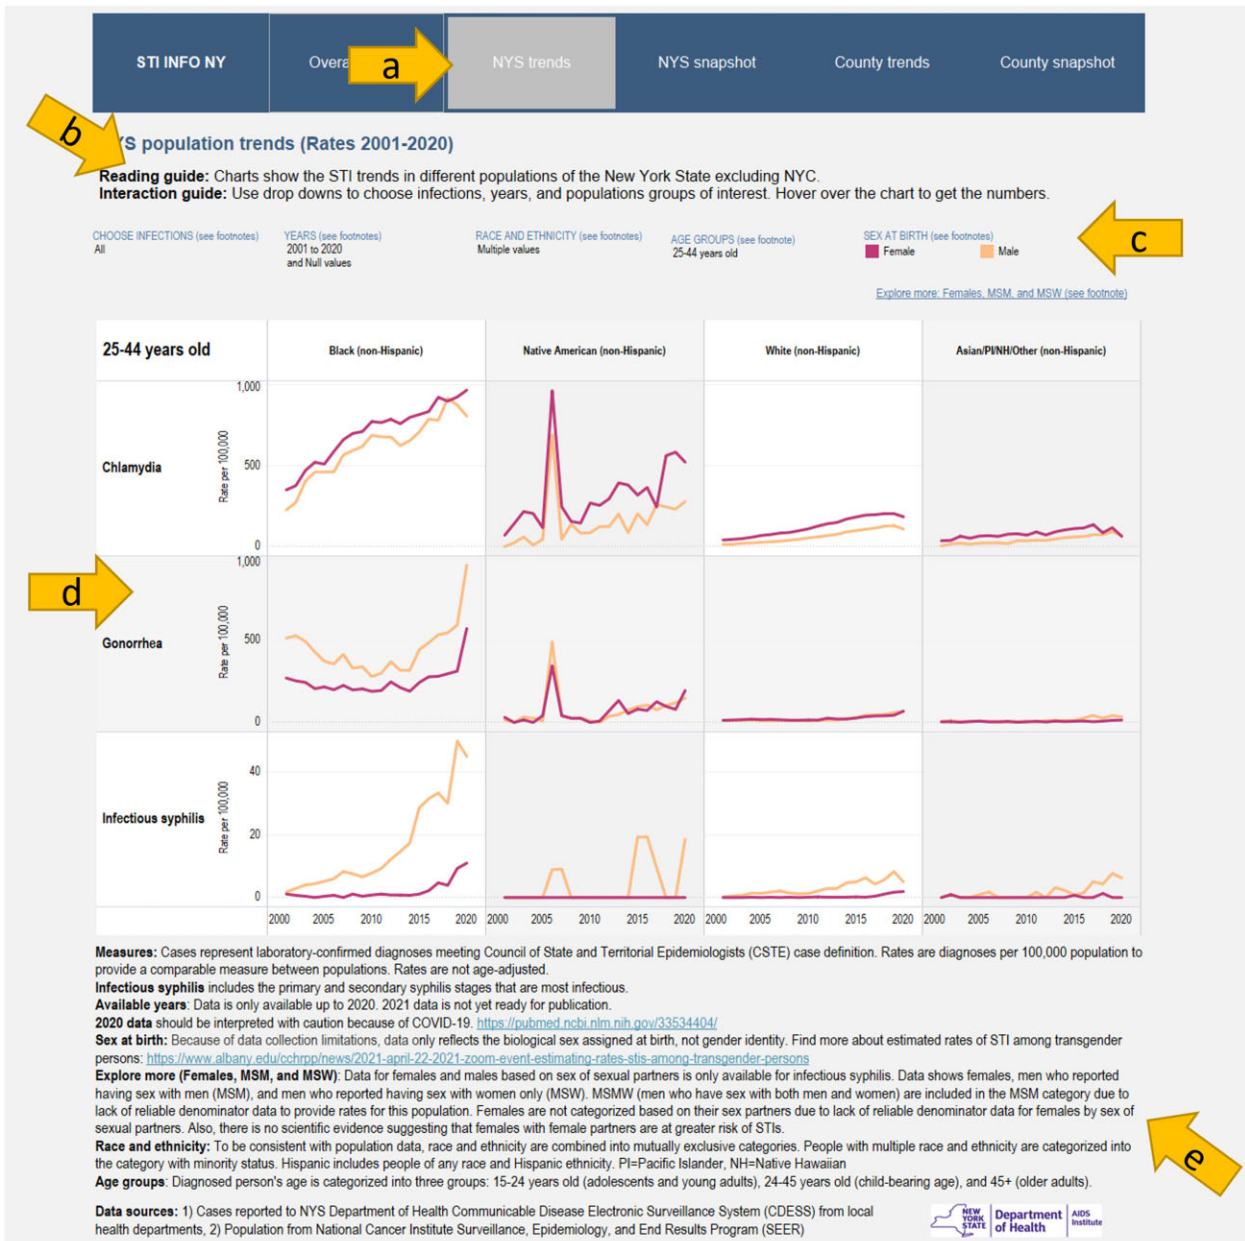 STI INFO NY
Overa
a
NYS trends
NYS snapshot
County trends
County snapshot
b
S population trends (Rates 2001-2020)
Reading guide: Charts show the STI trends in different populations of the New York State excluding NYC.
Interaction guide: Use drop downs to choose infections, years, and populations groups of interest. Hover over the chart to get the numbers.
c
CHOOSE INFECTIONS (see footnotes)
All
YEARS (see footnotes)
2001 to 2020
and Null values
RACE AND ETHNICITY (see footnotes)
Multiple values
AGE GROUPS (see footnote)
25-44 years old
SEX AT BIRTH (see footnotes)
Female
Male
Explore more: Females, MSM, and MSW (see footnote)
25-44 years old
Black (non-Hispanic)
Native American (non-Hispanic)
White (non-Hispanic)
Asian/PI/NH/Other (non-Hispanic)
Chlamydia
Rate per 100,000
1,000
500
0
d
Gonorrhea
Rate per 100,000
1,000
500
0
Infectious syphilis
Rate per 100,000
40
20
0
2000 2005 2010 2015 2020
2000 2005 2010 2015 2020
2000 2005 2010 2015 2020
2000 2005 2010 2015 2020
Measures: Cases represent laboratory-confirmed diagnoses meeting Council of State and Territorial Epidemiologists (CSTE) case definition. Rates are diagnoses per 100,000 population to
provide a comparable measure between populations. Rates are not age-adjusted.
Infectious syphilis includes the primary and secondary syphilis stages that are most infectious.
Available years: Data is only available up to 2020. 2021 data is not yet ready for publication.
2020 data should be interpreted with caution because of COVID-19. https://pubmed.ncbi.nlm.nih.gov/33534404/
Sex at birth: Because of data collection limitations, data only reflects the biological sex assigned at birth, not gender identity. Find more about estimated rates of STI among transgender
persons: https://www.albany.edu/cchrpp/news/2021-april-22-2021-zoom-event-estimating-rates-stis-among-transgender-persons
Explore more (Females, MSM, and MSW): Data for females and males based on sex of sexual partners is only available for infectious syphilis. Data shows females, men who reported
having sex with men (MSM), and men who reported having sex with women only (MSW). MSMW (men who have sex with both men and women) are included in the MSM category due to
lack of reliable denominator data to provide rates for this population. Females are not categorized based on their sex partners due to lack of reliable denominator data for females by sex of
sexual partners. Also, there is no scientific evidence suggesting that females with female partners are at greater risk of STIs.
e
Race and ethnicity: To be consistent with population data, race and ethnicity are combined into mutually exclusive categories. People with multiple race and ethnicity are categorized into
the category with minority status. Hispanic includes people of any race and Hispanic ethnicity. PI=Pacific Islander, NH=Native Hawaiian
Age groups: Diagnosed person's age is categorized into three groups: 15-24 years old (adolescents and young adults), 24-45 years old (child-bearing age), and 45+ (older adults).
Data sources: 1) Cases reported to NYS Department of Health Communicable Disease Electronic Surveillance System (CDESS) from local
health departments, 2) Population from National Cancer Institute Surveillance, Epidemiology, and End Results Program (SEER)
NEW
YORK
STATE
Department
of Health
AIDS
Institute